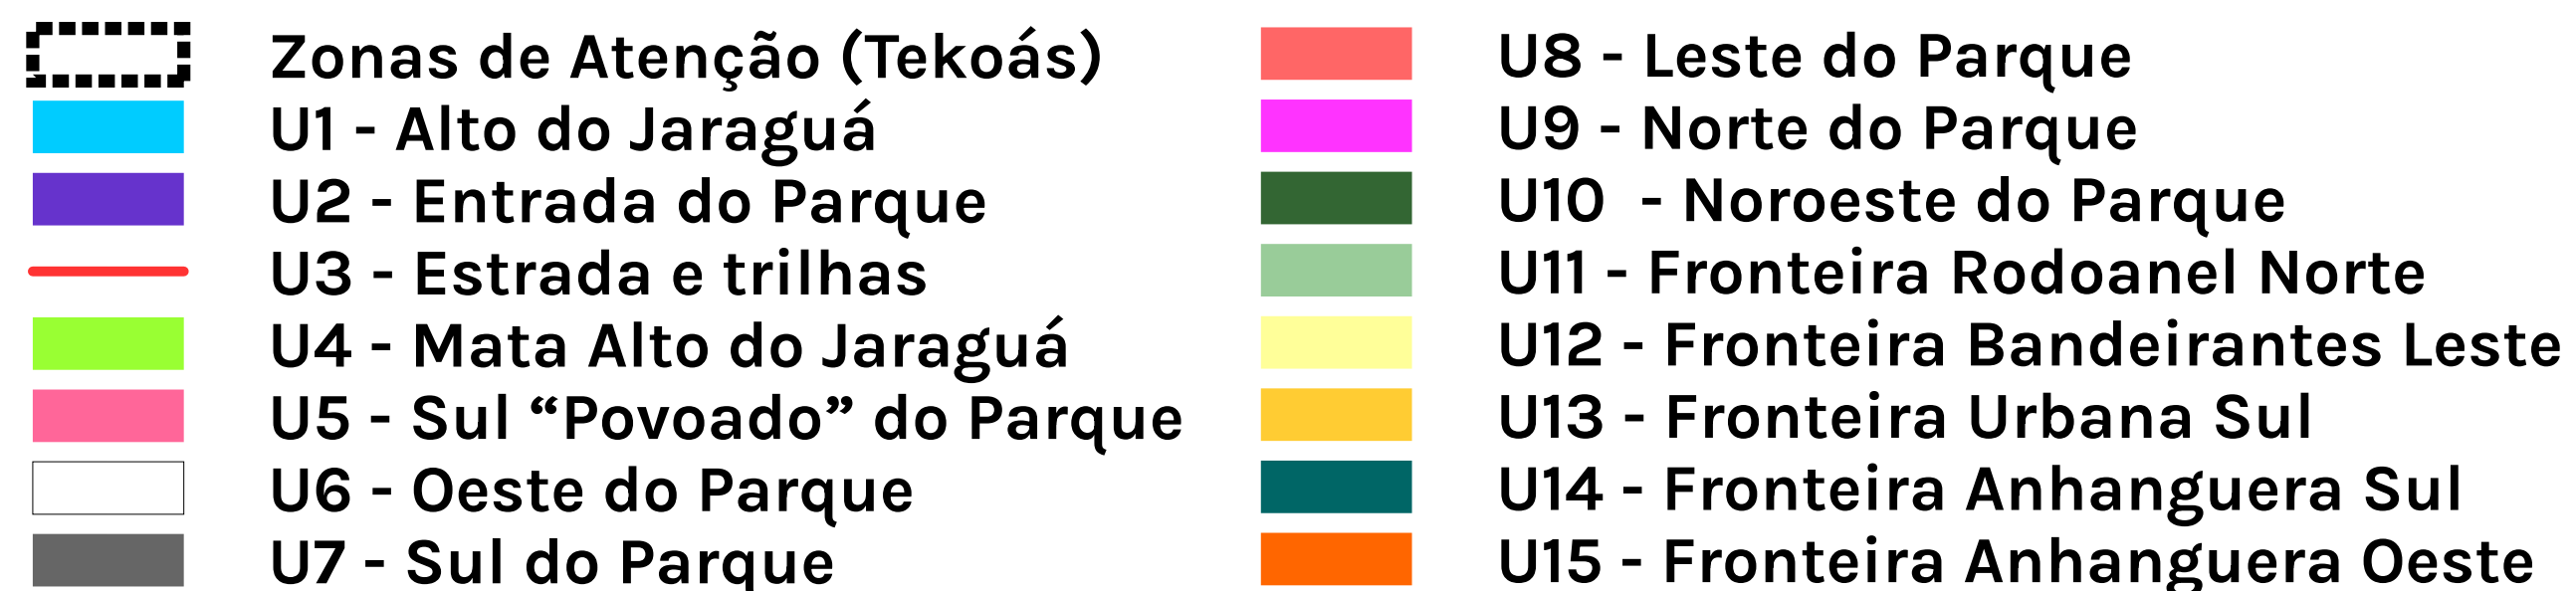 Zonas de Atenção (Tekoás)
U1 - Alto do Jaraguá
U2 - Entrada do Parque
U3 - Estrada e trilhas
U4 - Mata Alto do Jaraguá
U5 - Sul “Povoado” do Parque
U6 - Oeste do Parque
U7 - Sul do Parque
U8 - Leste do Parque
U9 - Norte do Parque
U10 - Noroeste do Parque
U11 - Fronteira Rodoanel Norte
U12 - Fronteira Bandeirantes Leste
U13 - Fronteira Urbana Sul
U14 - Fronteira Anhanguera Sul
U15 - Fronteira Anhanguera Oeste